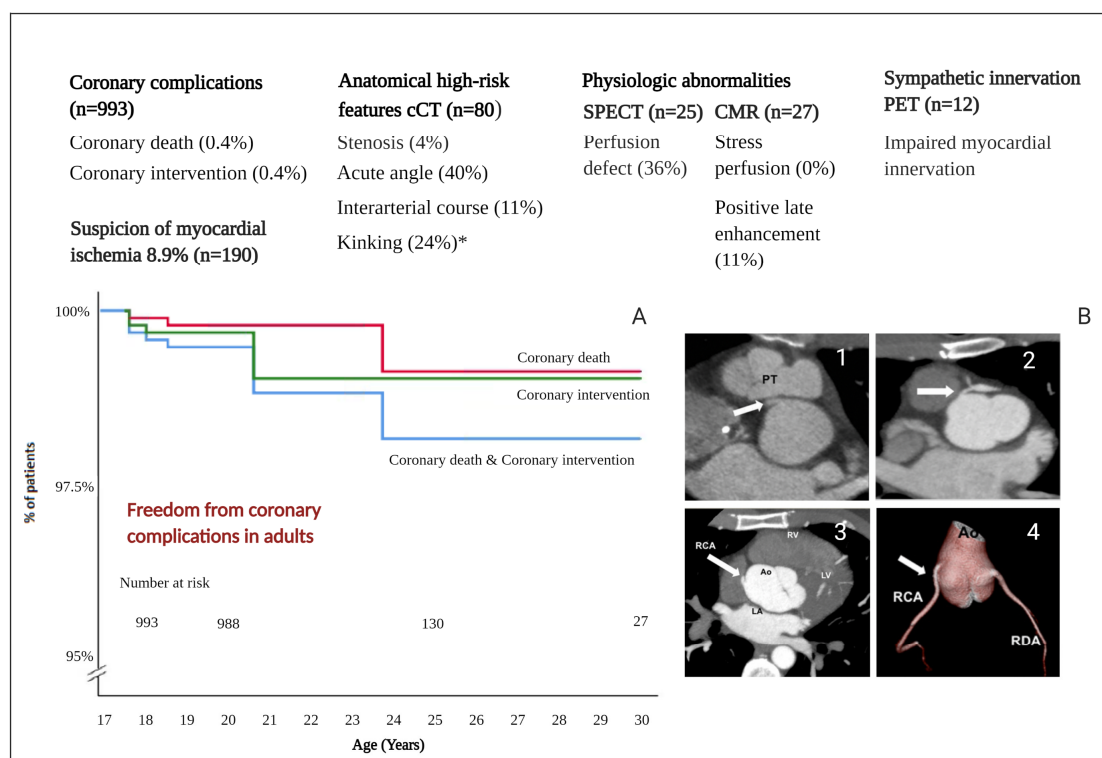 Coronary complications
(n=993)
Coronary death (0.4%)
Coronary intervention (0.4%)
Suspicion of myocardial
ischemia 8.9% (n=190)
Anatomical high-risk
features cCT (n=80)
Stenosis (4%)
Acute angle (40%)
Interarterial course (11%)
Kinking (24%)*
Physiologic abnormalities
SPECT (n=25) CMR (n=27)
Perfusion
defect (36%)
Stress
perfusion (0%)
Positive late
enhancement
(11%)
Sympathetic innervation
PET (n=12)
Impaired myocardial
innervation
A
100%
97.5%
95%
% of patients
Coronary death
Coronary intervention
Coronary death & Coronary intervention
Freedom from coronary
complications in adults
Number at risk
993 988 130 27
17 18 19 20 21 22 23 24 25 26 27 28 29 30
Age (Years)
B
1
PT
2
3
RCA
RV
Ao
LV
LA
4
Ao
RCA
RDA